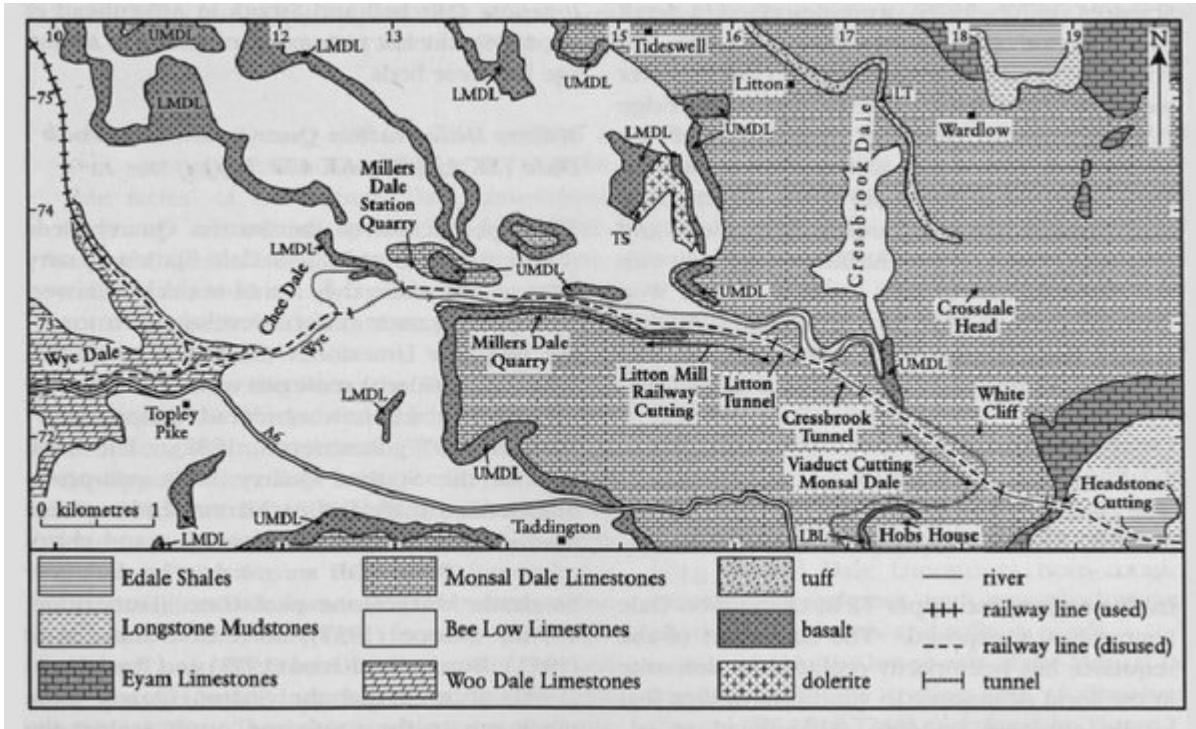 10
12
13
15
16
17
18
19
N
75
74
73
72
UMDL
LMDL
LMDL
LMDL
UMDL
Tideswell
Litton
LT
Wardlow
UMDL
LMDL
Cressbrook Dale
Millers
Dale
Station
Quarry
TS
LMDL
UMDL
UMDL
Chee Dale
Wye
Wye Dale
Crossdale
Head
Millers Dale
Quarry
Litton Mill
Railway
Cutting
Litton
Tunnel
UMDL
White
Cliff
Cressbrook
Tunnel
Topley
Pike
A6
LMDL
UMDL
Viaduct Cutting
Monsal Dale
Headstone
Cutting
0 kilometres 1
LMDL
UMDL
Taddington
LBL
Hobs House
Edale Shales
Longstone Mudstones
Eyam Limestones
Monsal Dale Limestones
Bee Low Limestones
Woo Dale Limestones
tuff
basalt
dolerite
river
railway line (used)
railway line (disused)
tunnel